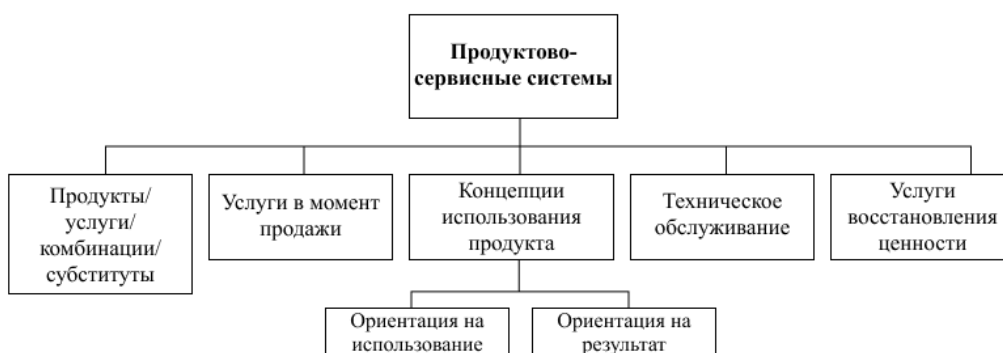 Продуктово-
сервисные системы
Продукты/
услуги/
комбинации/
субституты
Услуги в момент
продажи
Концепции
использования
продукта
Техническое
обслуживание
Услуги
восстановления
ценности
Ориентация на
использование
Ориентация на
результат